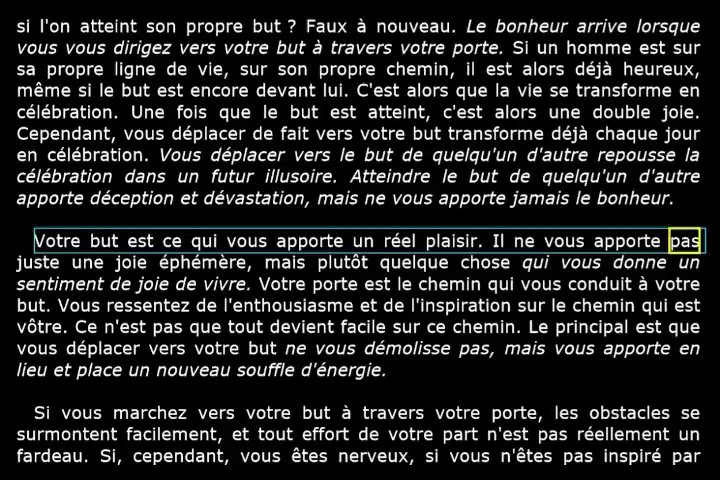 si l'on atteint son propre but ? Faux à nouveau. Le bonheur arrive lorsque
vous vous dirigez vers votre but à travers votre porte. Si un homme est sur
sa propre ligne de vie, sur son propre chemin, il est alors déjà heureux,
même si le but est encore devant lui. C'est alors que la vie se transforme en
célébration. Une fois que le but est atteint, c'est alors une double joie.
Cependant, vous déplacer de fait vers votre but transforme déjà chaque jour
en célébration. Vous déplacer vers le but de quelqu'un d'autre repousse la
célébration dans un futur illusoire. Atteindre le but de quelqu'un d'autre
apporte déception et dévastation, mais ne vous apporte jamais le bonheur.
Votre but est ce qui vous apporte un réel plaisir. Il ne vous apporte pas
juste une joie éphémère, mais plutôt quelque chose qui vous donne un
sentiment de joie de vivre. Votre porte est le chemin qui vous conduit à votre
but. Vous ressentez de l'enthousiasme et de l'inspiration sur le chemin qui est
vôtre. Ce n'est pas que tout devient facile sur ce chemin. Le principal est que
vous déplacer vers votre but ne vous démolisse pas, mais vous apporte en
lieu et place un nouveau souffle d'énergie.
Si vous marchez vers votre but à travers votre porte, les obstacles se
surmontent facilement, et tout effort de votre part n'est pas réellement un
fardeau. Si, cependant, vous êtes nerveux, si vous n'êtes pas inspiré par